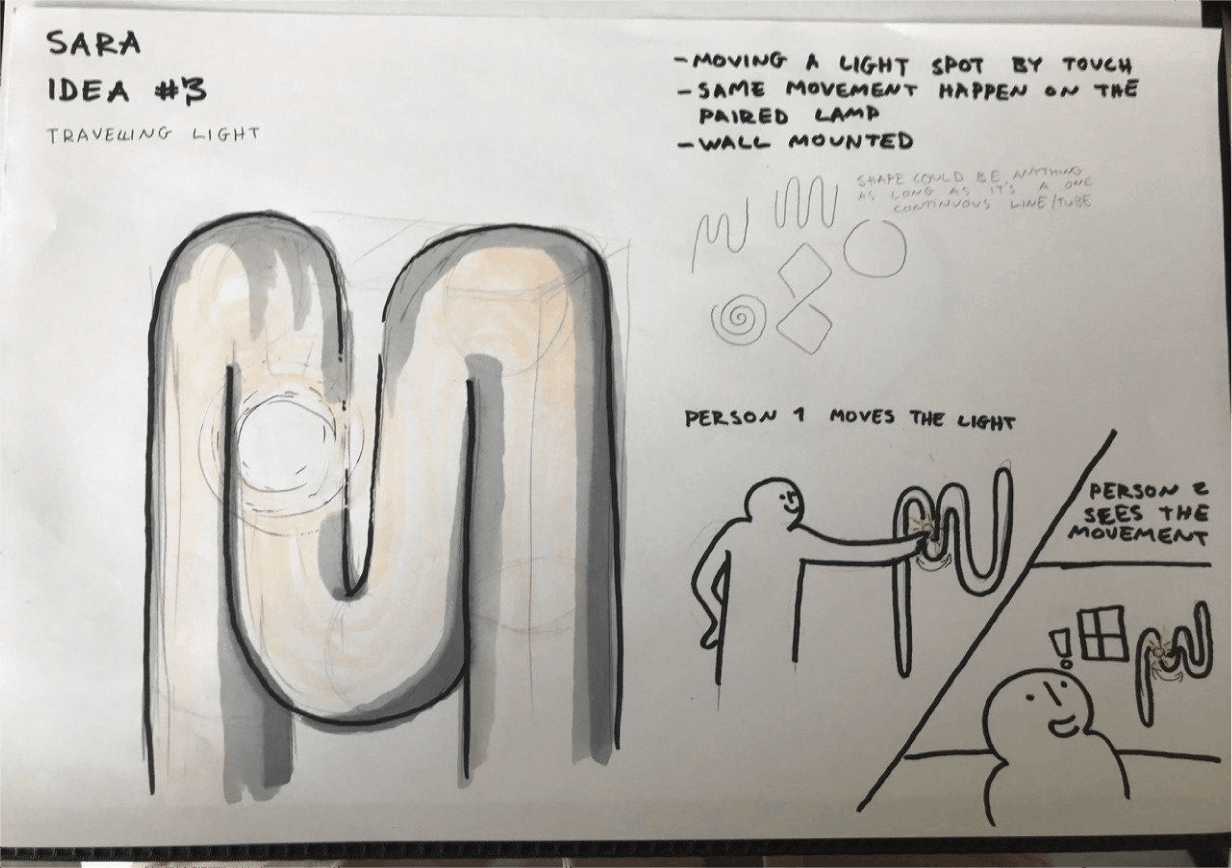 SARA
IDEA #3
TRAVELLING LIGHT
- MOVING A LIGHT SPOT BY TOUCH
- SAME MOVEMENT HAPPEN ON THE
PAIRED LAMP
- WALL MOUNTED
SHAPE COULD BE ANYTHING
AS LONG AS IT'S A ONE
CONTINUOUS LINE/TUBE
PERSON 1 MOVES THE LIGHT
PERSON 2
SEES THE
MOVEMENT
!